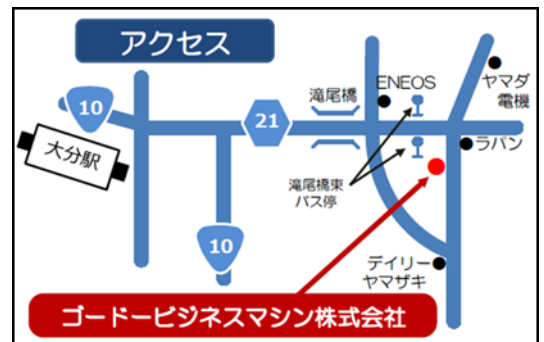 アクセス
ENEOS
ヤマダ
電機
滝尾橋
10
21
大分駅
ラパン
滝尾橋東
バス停
10
デイリー
ヤマザキ
ゴードービジネスマシン株式会社